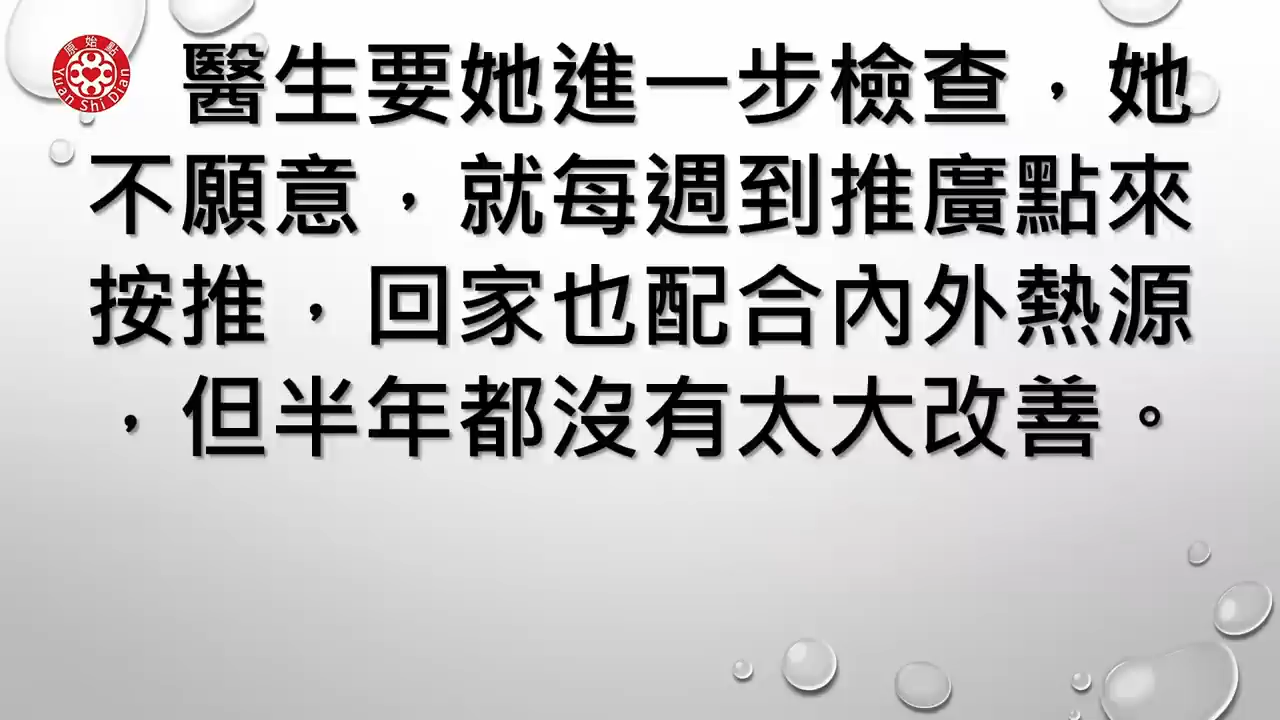 原始點
Yuan Shi Dian
醫生要她進一步檢查，她
不願意，就每週到推廣點來
按推，回家也配合內外熱源
，但半年都沒有太大改善。